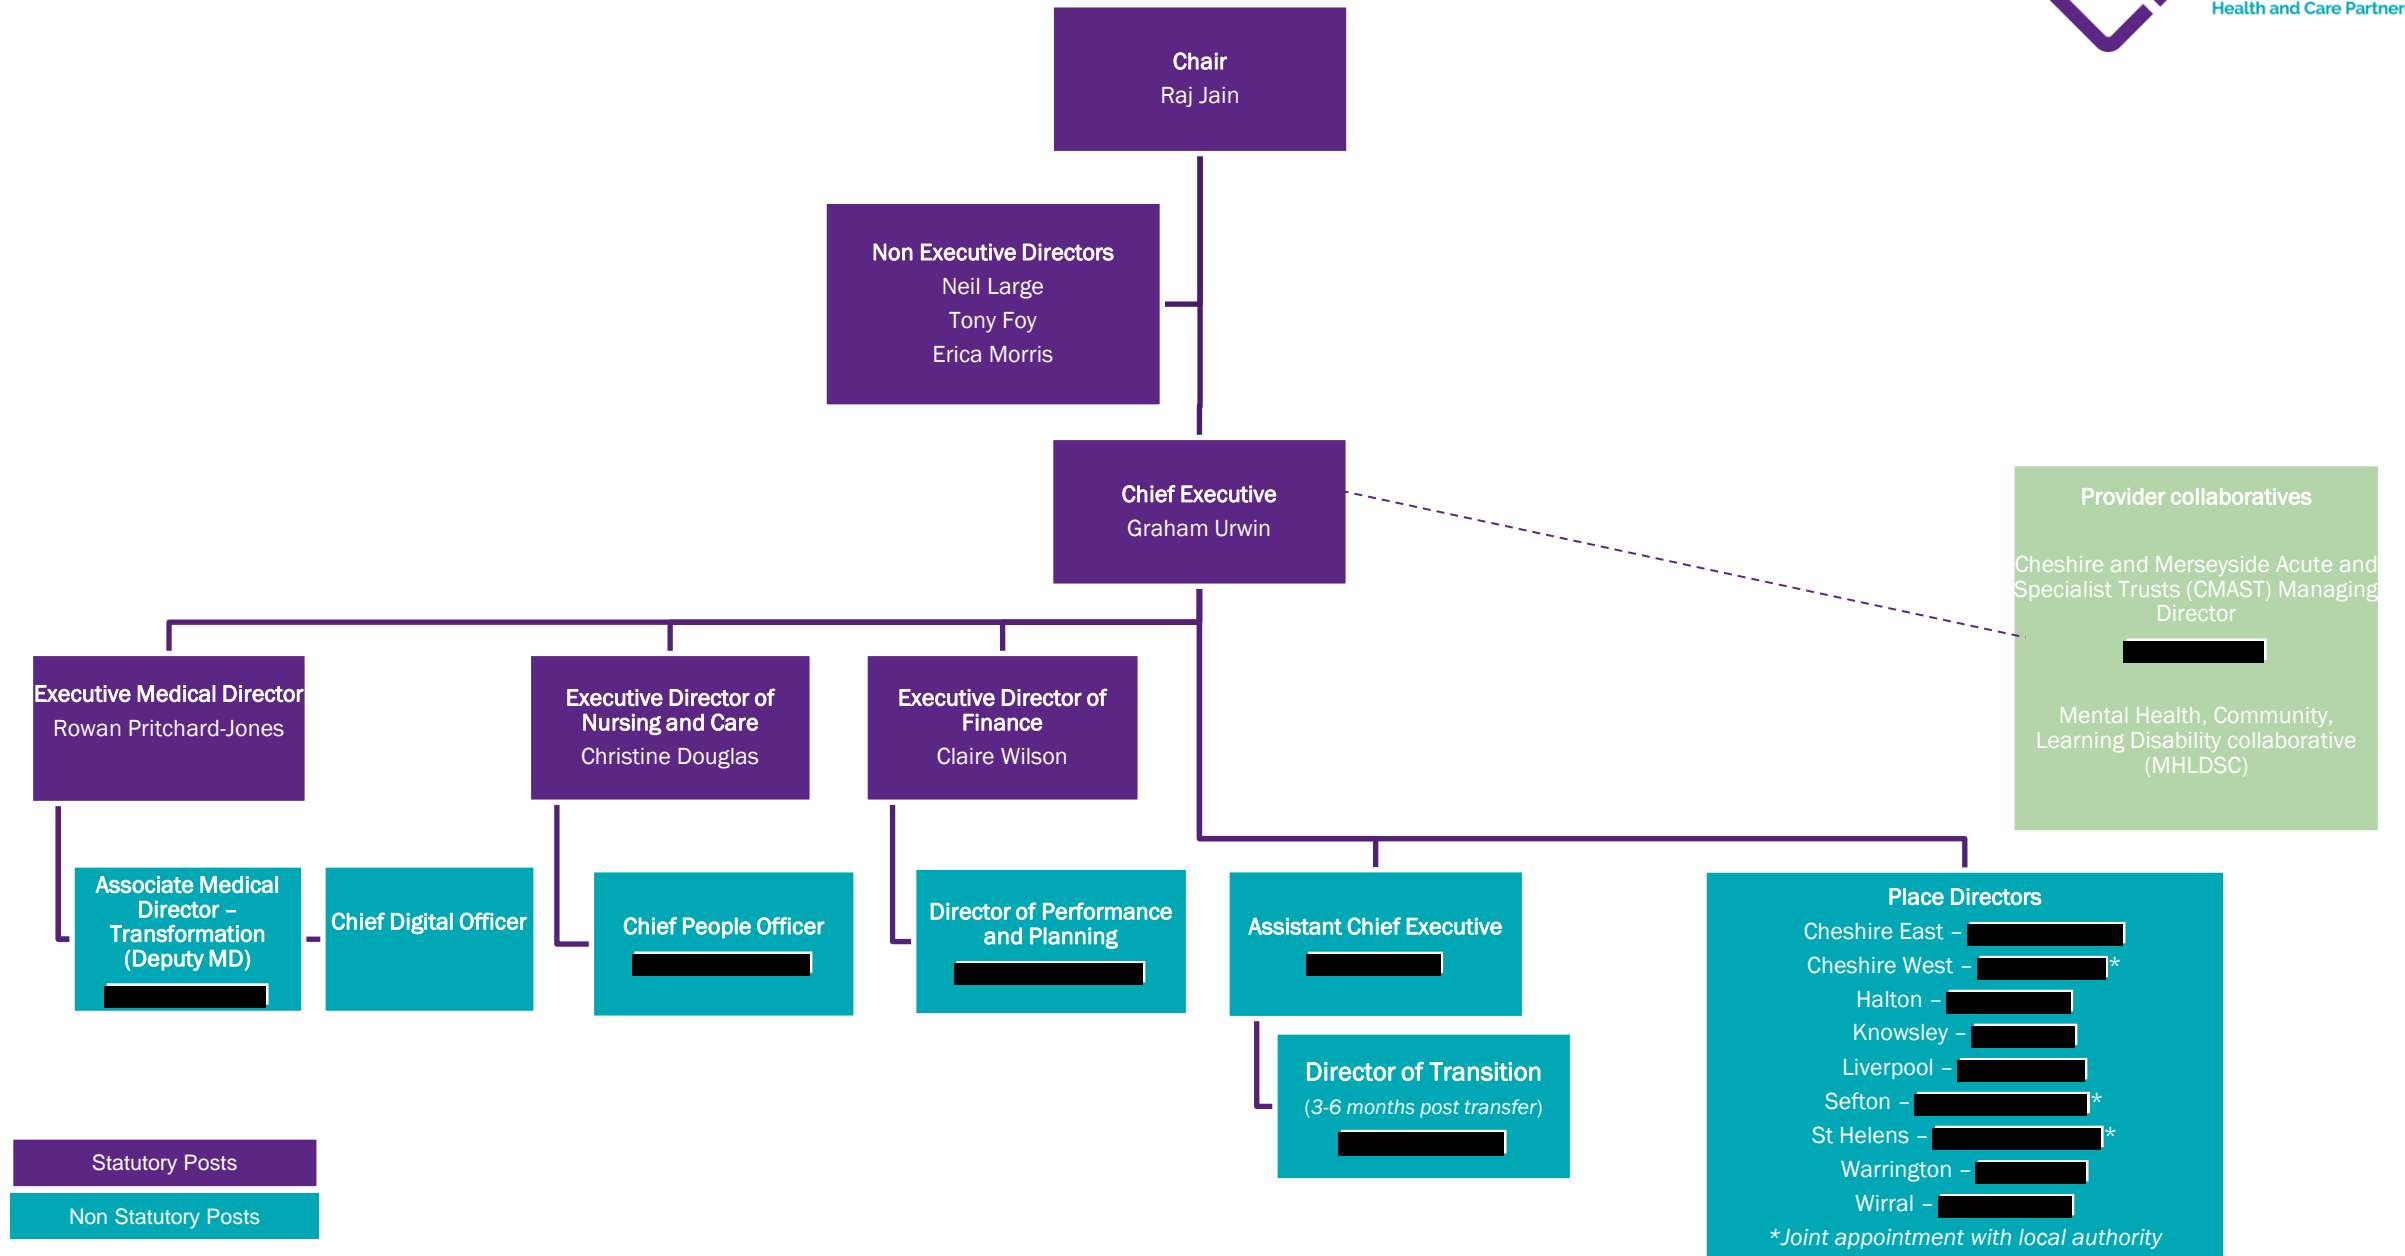 Health and Care Partner
Chair
Raj Jain
Non Executive Directors
Neil Large
Tony Foy
Erica Morris
Chief Executive
Graham Urwin
Provider collaboratives
Cheshire and Merseyside Acute and
Specialist Trusts (CMAST) Managing
Director
Mental Health, Community,
Learning Disability collaborative
(MHLDSC)
Executive Medical Director
Rowan Pritchard-Jones
Executive Director of
Nursing and Care
Christine Douglas
Executive Director of
Finance
Claire Wilson
Associate Medical
Director –
Transformation
(Deputy MD)
Chief Digital Officer
Chief People Officer
Director of Performance
and Planning
Assistant Chief Executive
Director of Transition
(3-6 months post transfer)
Place Directors
Cheshire East –
Cheshire West – *
Halton –
Knowsley –
Liverpool –
Sefton – *
St Helens – *
Warrington –
Wirral –
*Joint appointment with local authority
Statutory Posts
Non Statutory Posts